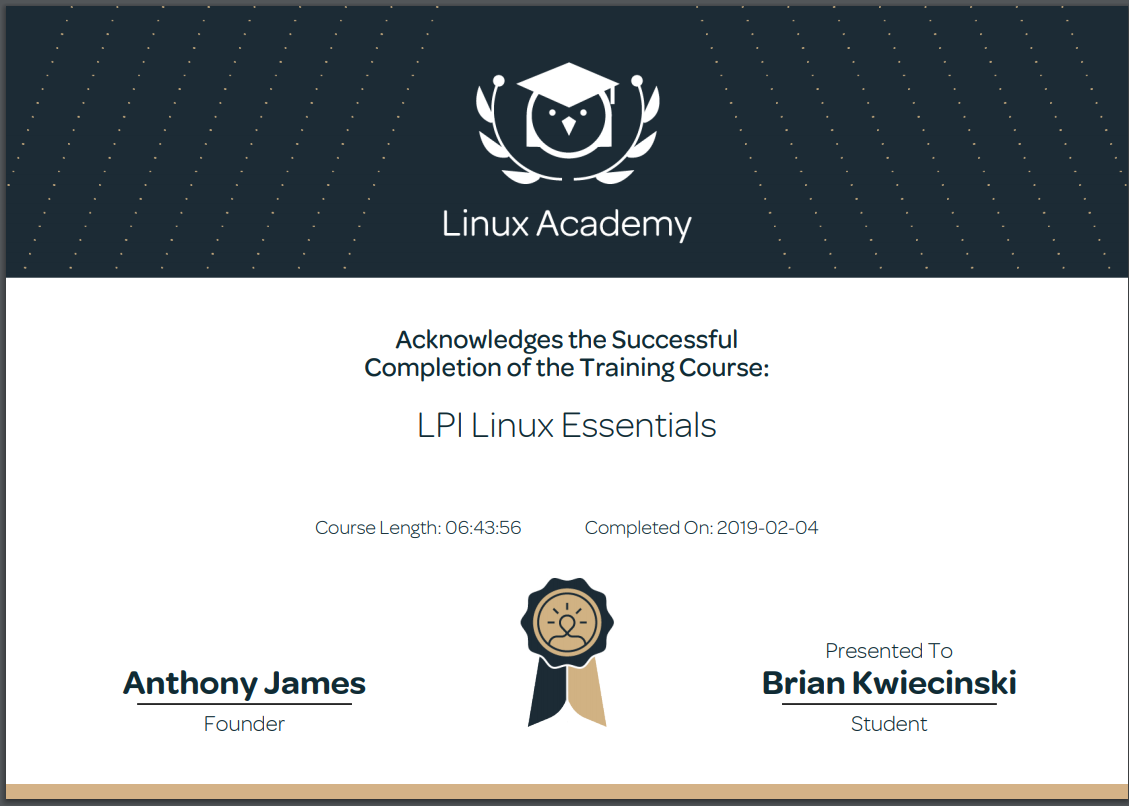 Linux Academy
Acknowledges the Successful
Completion of the Training Course:
LPI Linux Essentials
Course Length: 06:43:56 Completed On: 2019-02-04
Anthony James
Founder
Presented To
Brian Kwiecinski
Student